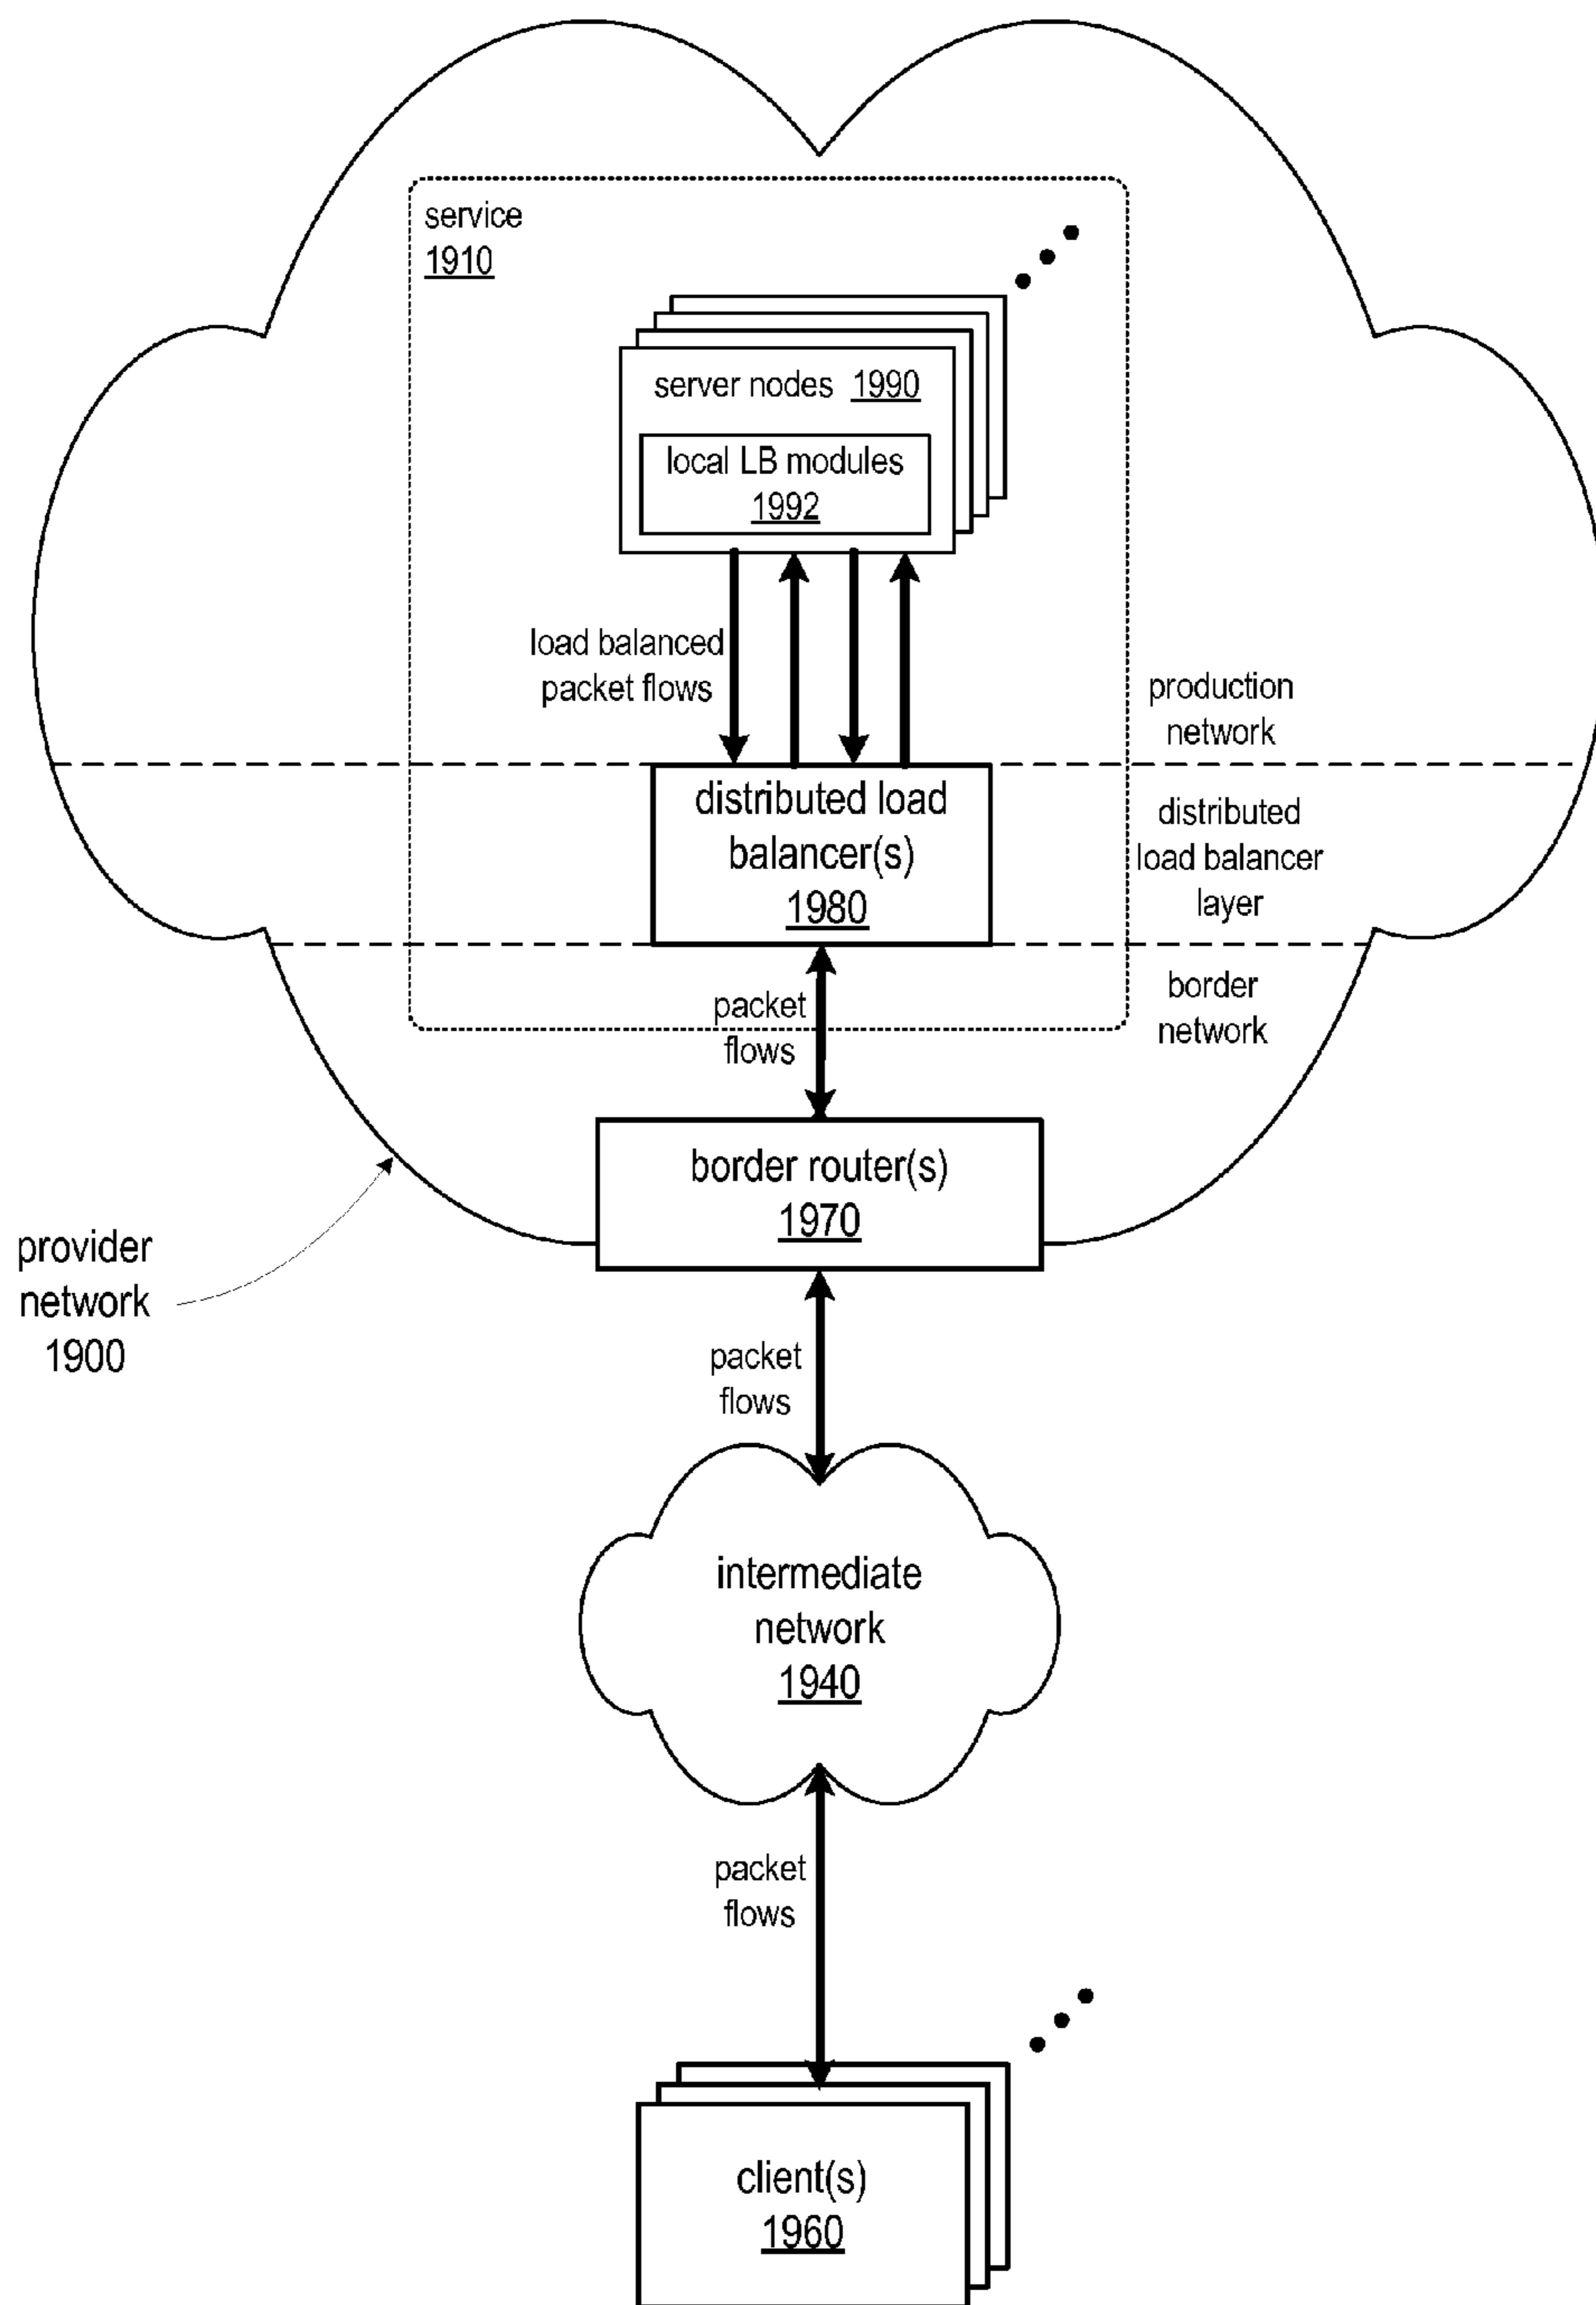 service
1910
server nodes 1990
local LB modules
1992
load balanced
packet flows
production
network
distributed load
balancer(s)
1980
distributed
load balancer
layer
packet
flows
border
network
border router(s)
1970
provider
network
1900
packet
flows
intermediate
network
1940
packet
flows
client(s)
1960